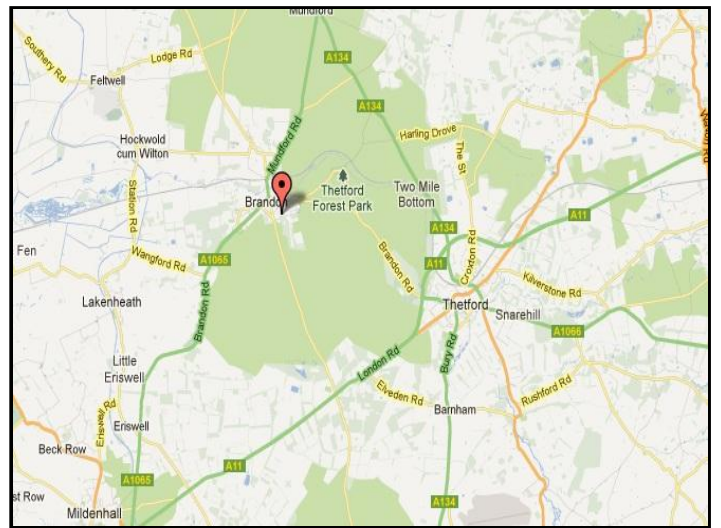 Mundford
Southery Rd
Lodge Rd
A134
Feltwell
A134
Mundford Rd
Harling Drove
The St
Hockwold
cum Wilton
Station Rd
Brandon
Thetford
Forest Park
Two Mile
Bottom
A11
A134
Fen
Wangford Rd
A1065
Brandon Rd
A11
Croxton Rd
Kilverstone Rd
Lakenheath
Brandon Rd
Thetford
Snarehill
A1066
Little
Eriswell
London Rd
Bury Rd
Elveden Rd
Rushford Rd
Barnham
Eriswell Rd
Eriswell
Beck Row
A11
A1065
st Row
Mildenhall
A134